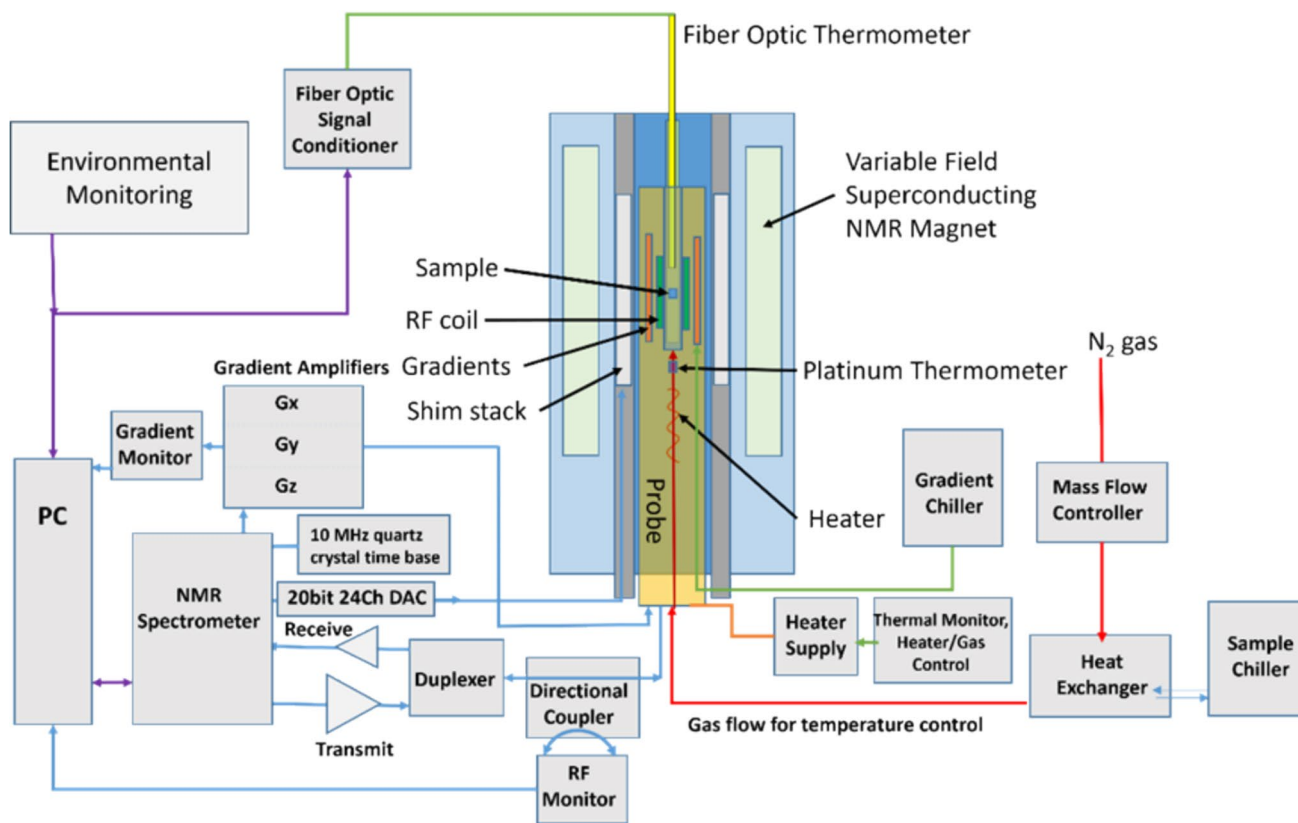 Fiber Optic Thermometer
Fiber Optic
Signal
Conditioner
Environmental
Monitoring
Variable Field
Superconducting
NMR Magnet
Sample
RF coil
Gradients
Shim stack
Platinum Thermometer
Heater
Probe
N₂ gas
Gradient Amplifiers
Gx
Gy
Gz
Gradient
Monitor
PC
10 MHz quartz
crystal time base
20bit 24Ch DAC
NMR
Spectrometer
Receive
Transmit
Duplexer
Directional
Coupler
RF
Monitor
Gradient
Chiller
Mass Flow
Controller
Heater
Supply
Thermal Monitor,
Heater/Gas
Control
Heat
Exchanger
Sample
Chiller
Gas flow for temperature control